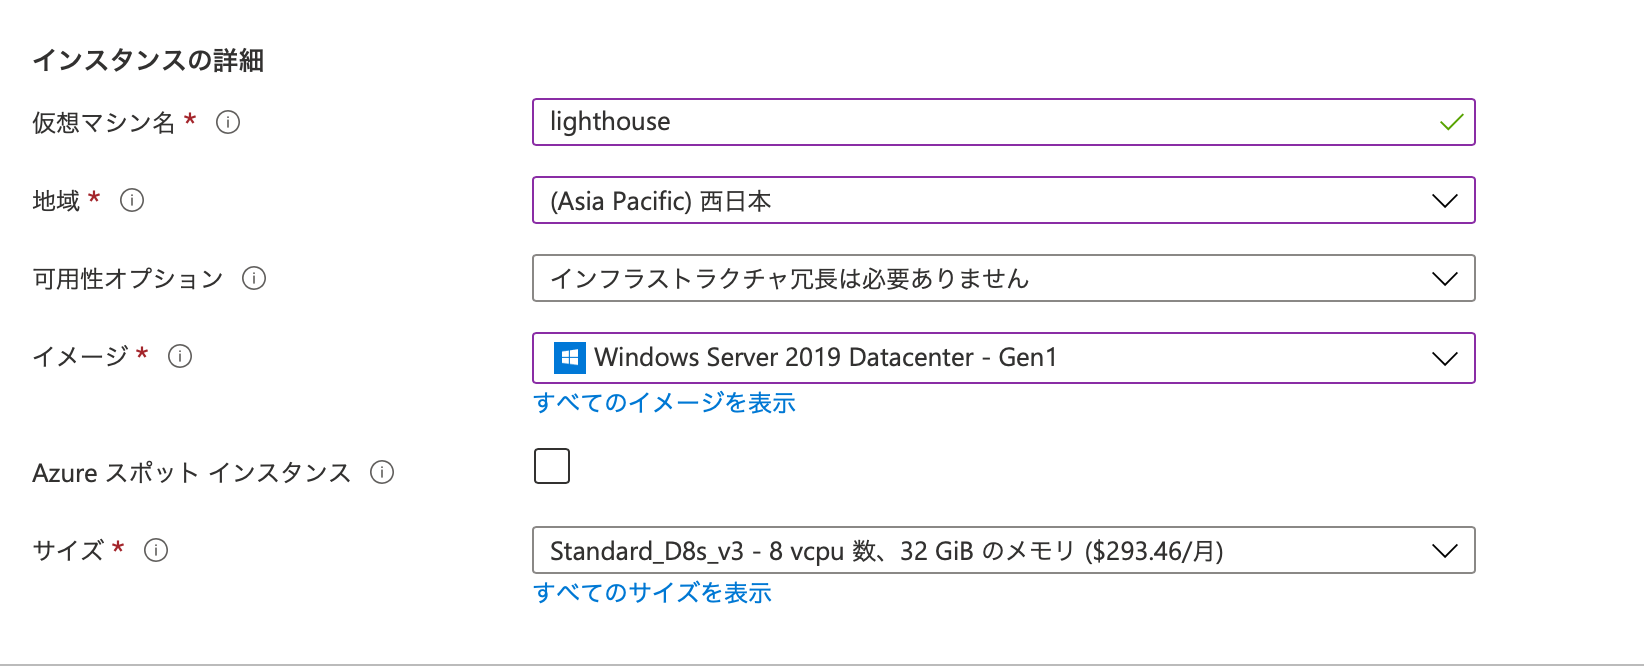 インスタンスの詳細
仮想マシン名 *
lighthouse
地域 *
(Asia Pacific) 西日本
可用性オプション
インフラストラクチャ冗長は必要ありません
イメージ *
Windows Server 2019 Datacenter - Gen1
すべてのイメージを表示
Azure スポット インスタンス
サイズ *
Standard_D8s_v3 - 8 vcpu 数、32 GiB のメモリ ($293.46/月)
すべてのサイズを表示